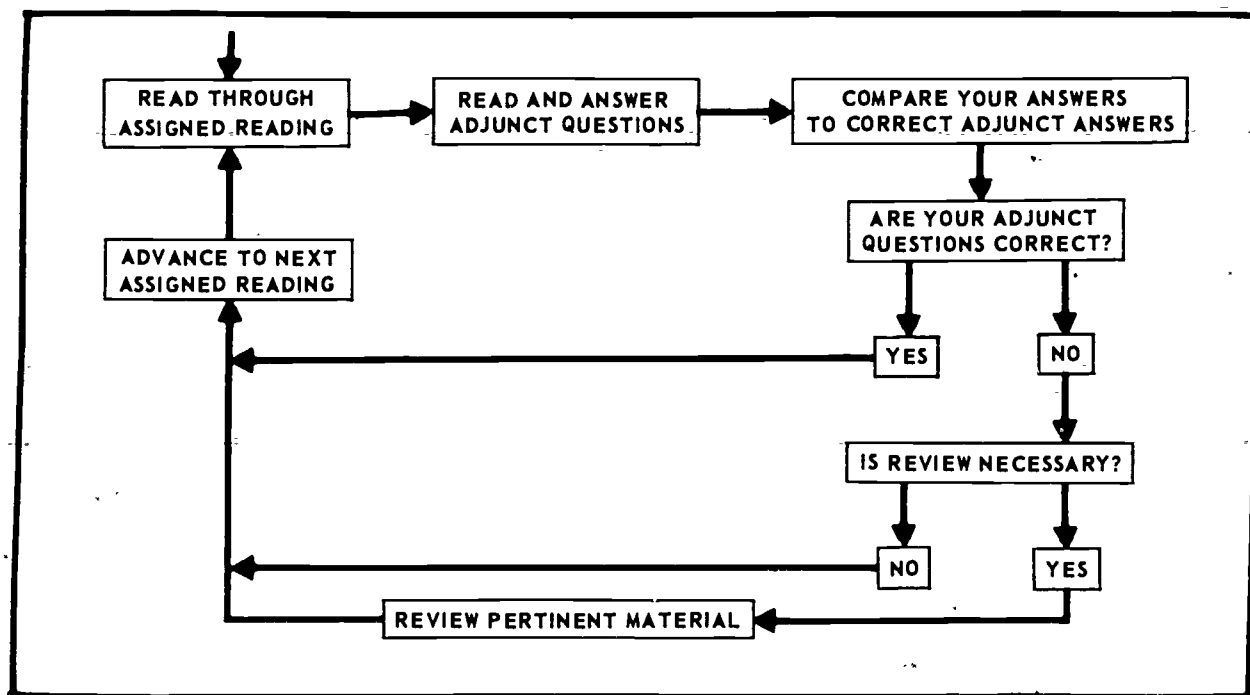 READ THROUGH
ASSIGNED READING
READ AND ANSWER
ADJUNCT QUESTIONS
COMPARE YOUR ANSWERS
TO CORRECT ADJUNCT ANSWERS
ARE YOUR ADJUNCT
QUESTIONS CORRECT?
ADVANCE TO NEXT
ASSIGNED READING
YES
NO
IS REVIEW NECESSARY?
NO
YES
REVIEW PERTINENT MATERIAL